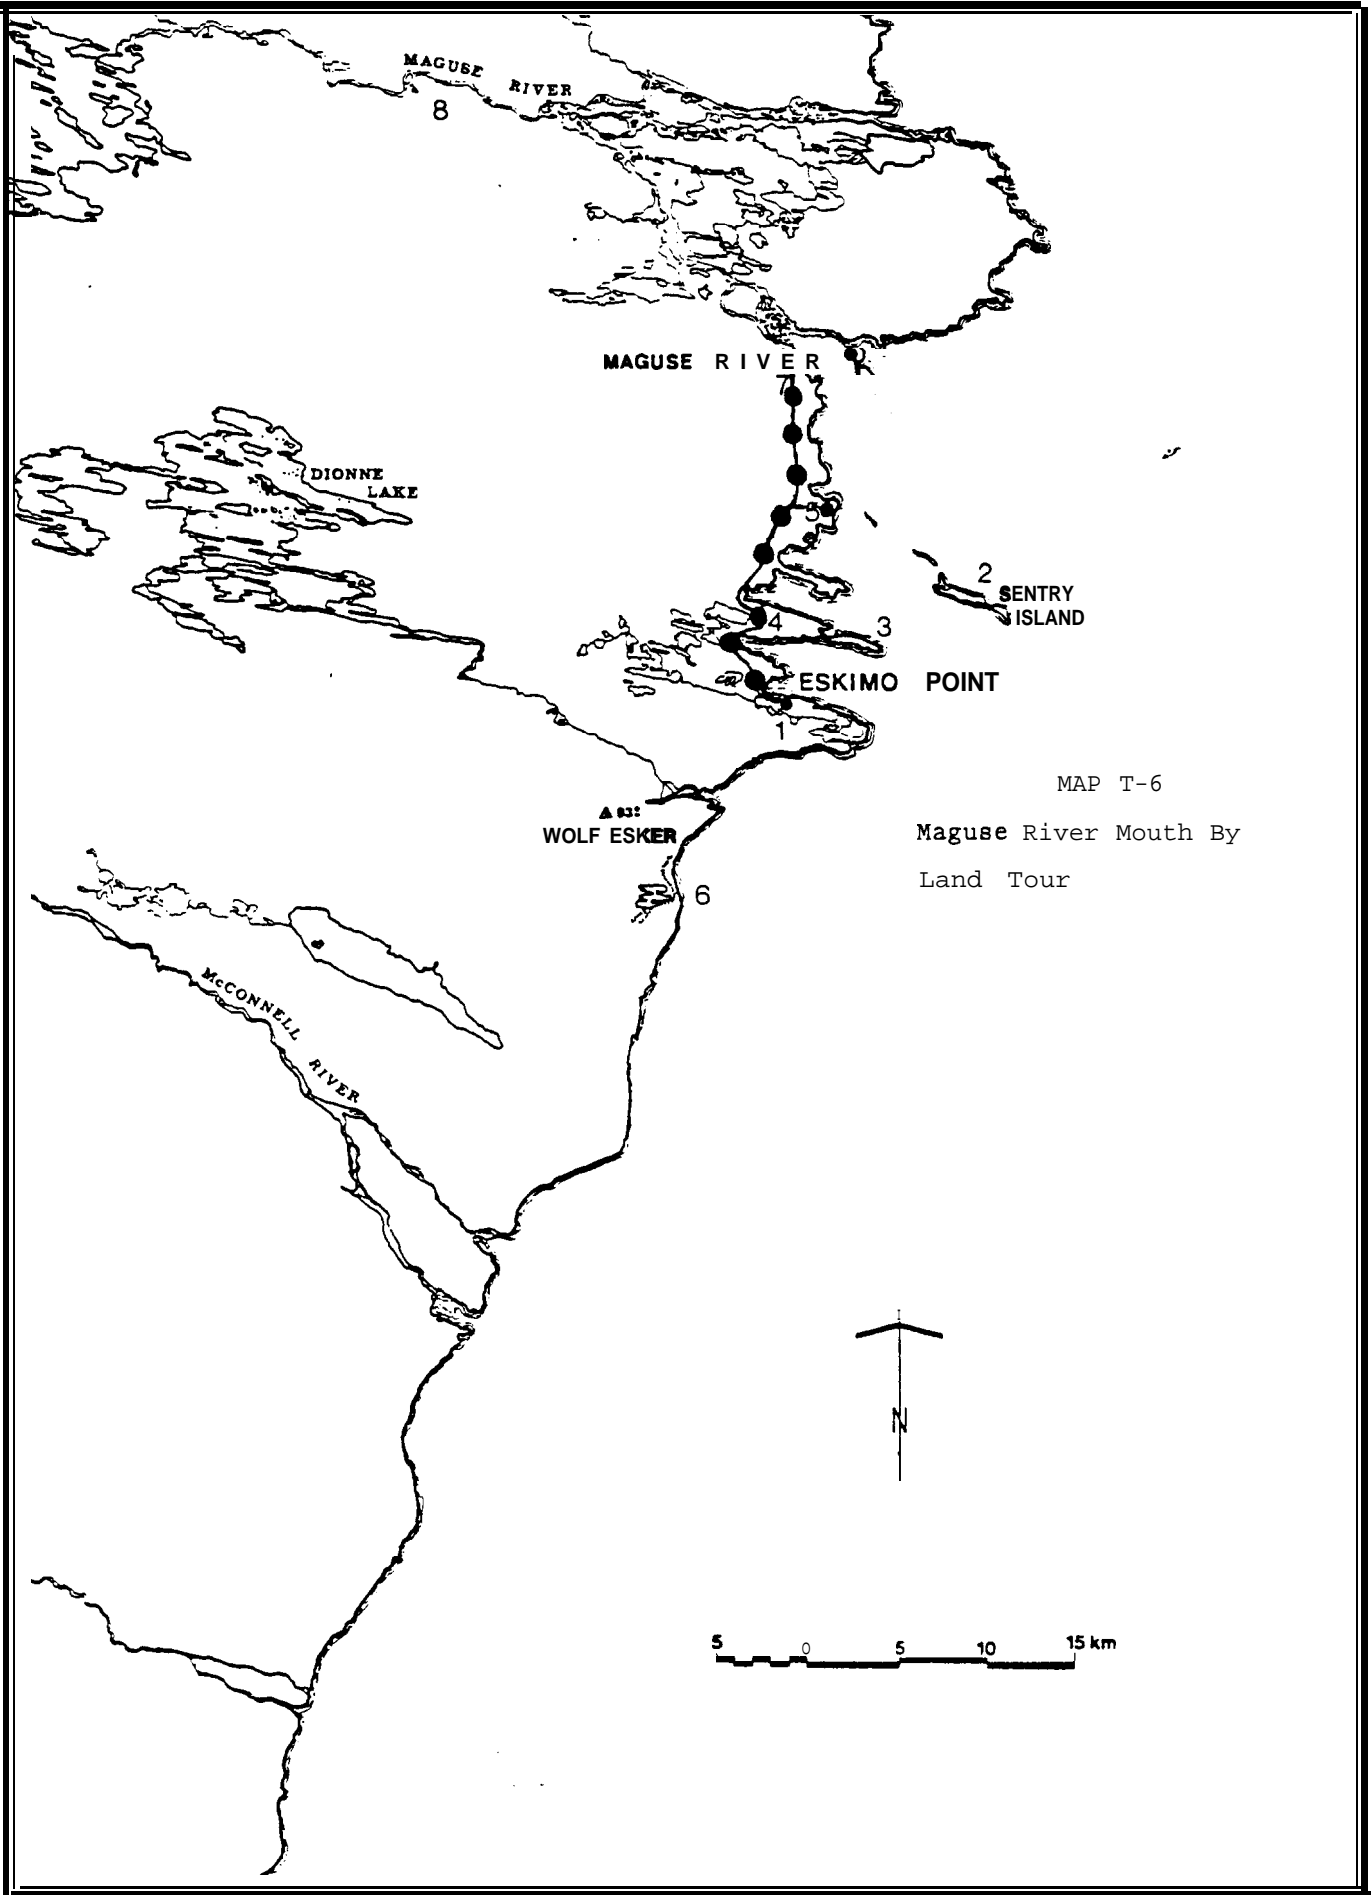 MAGUSE RIVER
8
MAGUSE RIVER
7
DIONNE
LAKE
5
2
SENTRY
ISLAND
4
3
ESKIMO POINT
1
MAP T-6
WOLF ESKER
Maguse River Mouth By
Land Tour
6
McCONNELL RIVER
N
5 0 5 10 15 km